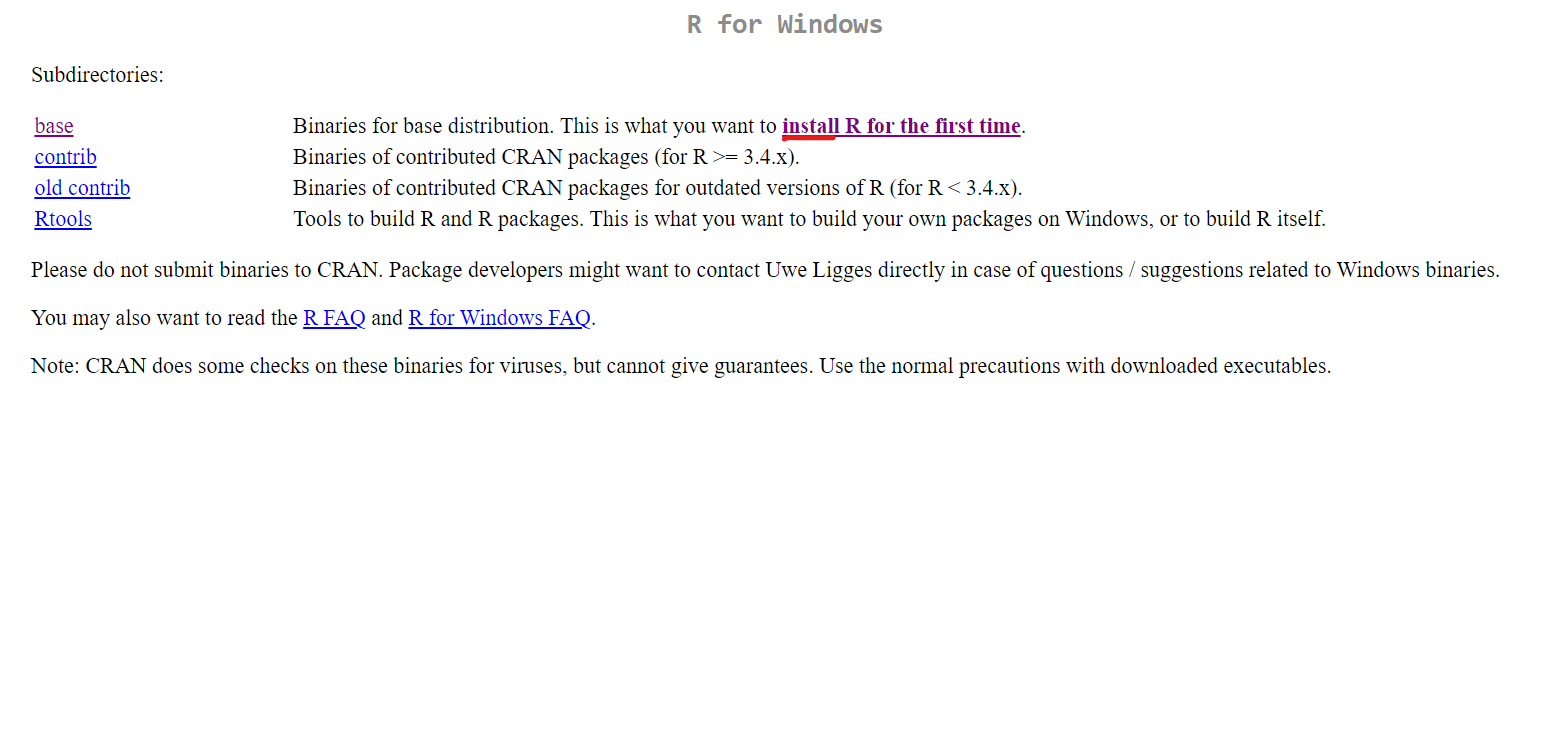 R for Windows
Subdirectories:
base Binaries for base distribution. This is what you want to install R for the first time.
contrib Binaries of contributed CRAN packages (for R >= 3.4.x).
old contrib Binaries of contributed CRAN packages for outdated versions of R (for R < 3.4.x).
Rtools Tools to build R and R packages. This is what you want to build your own packages on Windows, or to build R itself.
Please do not submit binaries to CRAN. Package developers might want to contact Uwe Ligges directly in case of questions / suggestions related to Windows binaries.
You may also want to read the R FAQ and R for Windows FAQ.
Note: CRAN does some checks on these binaries for viruses, but cannot give guarantees. Use the normal precautions with downloaded executables.